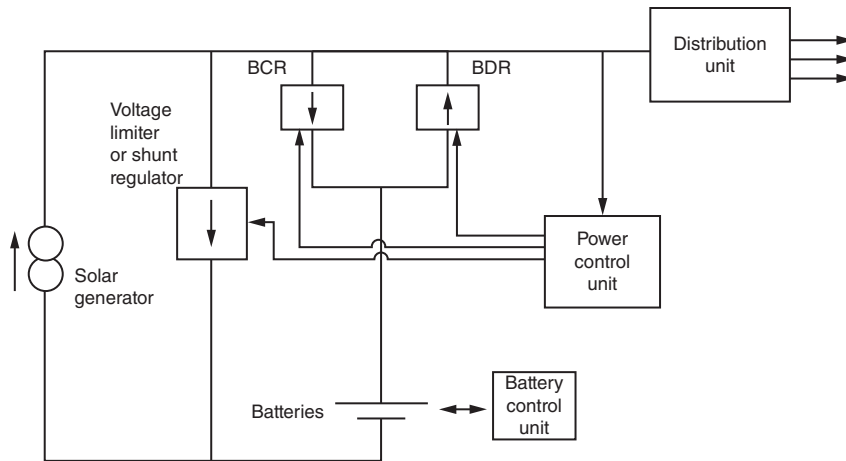 Distribution
unit
BCR
BDR
Voltage
limiter
or shunt
regulator
Power
control
unit
Solar
generator
Batteries
Battery
control
unit